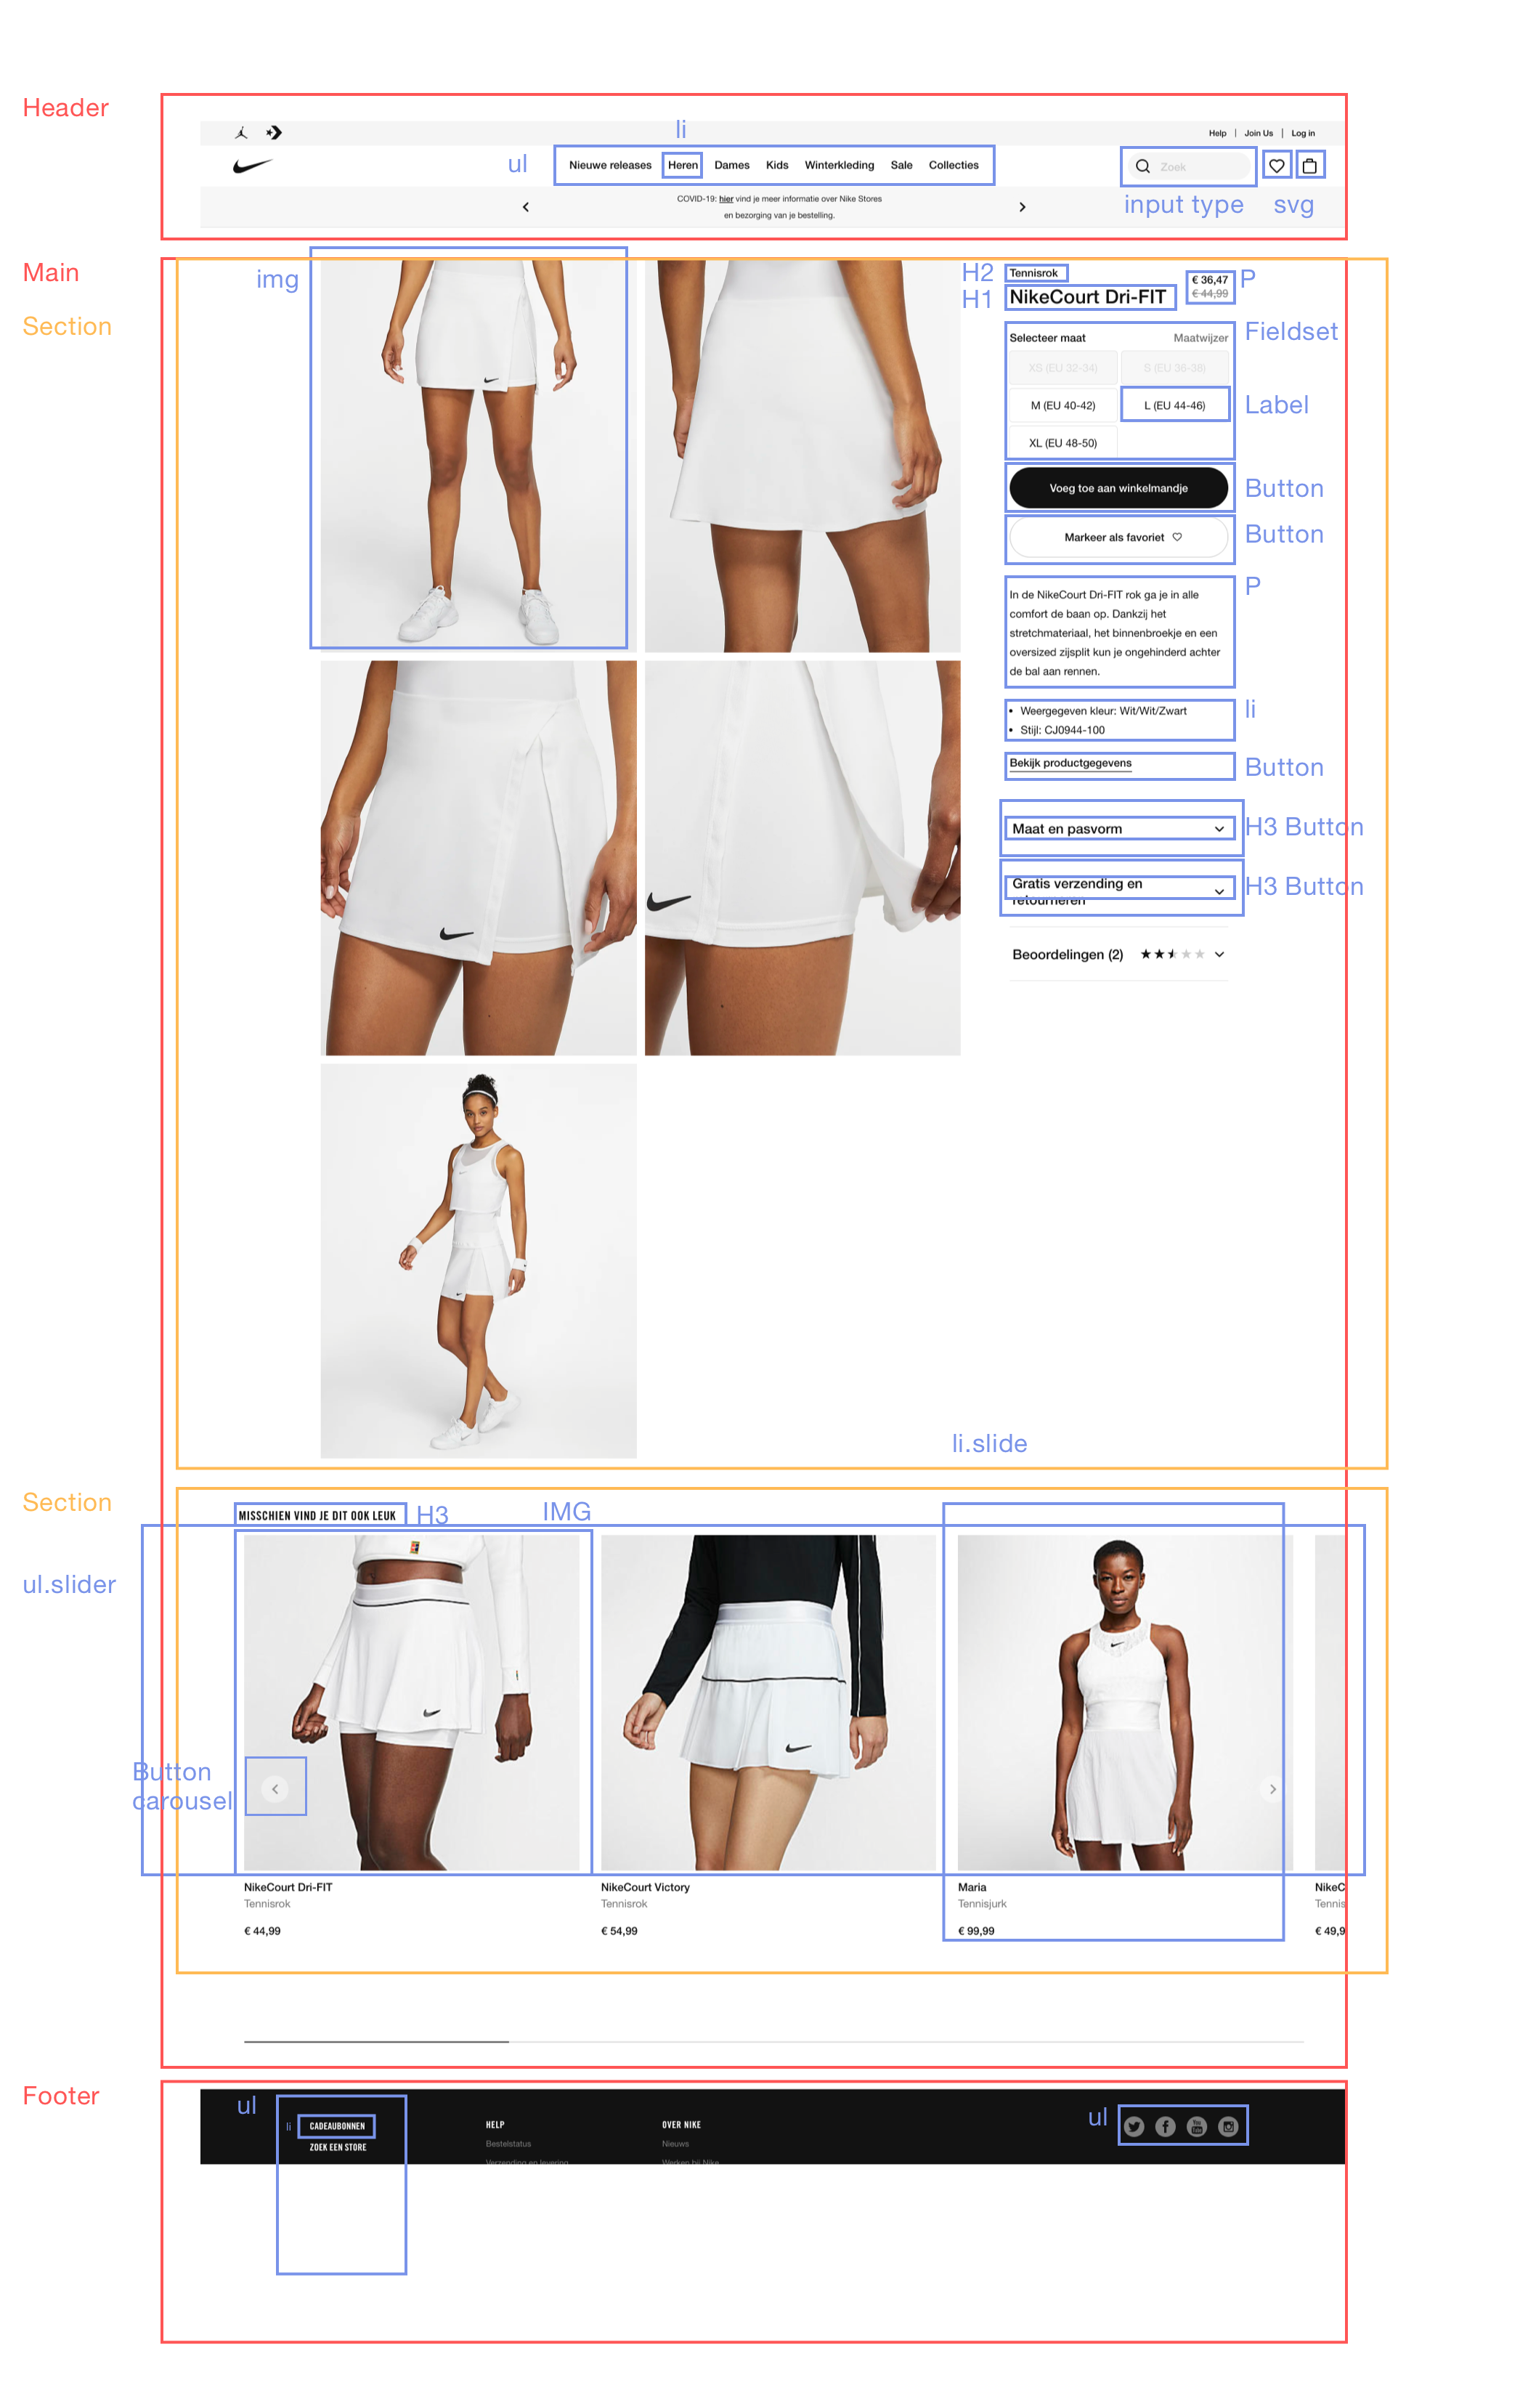 Header
li
Help | Join Us | Log in
ul
Nieuwe releases Heren Dames Kids Winterkleding Sale Collecties
Zoek
COVID-19: hier vind je meer informatie over Nike Stores
en bezorging van je bestelling.
input type svg
Main
Section
img
H2 Tennisrok
H1 NikeCourt Dri-FIT
€ 36,47 P
€ 44,99
Selecteer maat Maatwijzer Fieldset
XS (EU 32-34) S (EU 36-38)
M (EU 40-42) L (EU 44-46) Label
XL (EU 48-50)
Voeg toe aan winkelmandje Button
Markeer als favoriet Button
P
In de NikeCourt Dri-FIT rok ga je in alle
comfort de baan op. Dankzij het
stretchmateriaal, het binnenbroekje en een
oversized zijsplit kun je ongehinderd achter
de bal aan rennen.
• Weergegeven kleur: Wit/Wit/Zwart li
• Stijl: CJ0944-100
Bekijk productgegevens Button
Maat en pasvorm H3 Button
Gratis verzending en H3 Button
retourneren
Beoordelingen (2)
li.slide
Section
MISSCHIEN VIND JE DIT OOK LEUK H3 IMG
ul.slider
Button
carousel
NikeCourt Dri-FIT NikeCourt Victory Maria NikeC
Tennisrok Tennisrok Tennisjurk Tennis
€ 44,99 € 54,99 € 99,99 € 49,9
Footer
ul
li CADEAUBONNEN HELP OVER NIKE ul
You Tube
ZOEK EEN STORE Bestelstatus Nieuws
Verzending en levering Werken bij Nike